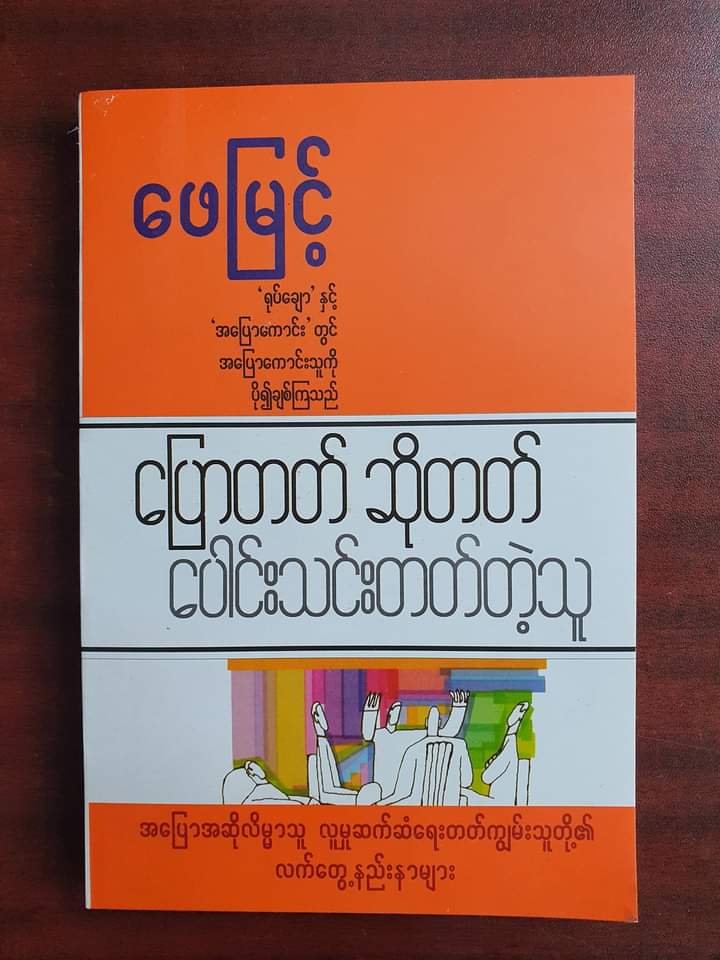 ဖေမြင့်
‘ရုပ်ချော’ နှင့်
‘အပြောကောင်း’ တွင်
အပြောကောင်းသူကို
ပို၍ချစ်ကြသည်
ပြောတတ် ဆိုတတ်
ပေါင်းသင်းတတ်တဲ့သူ
အပြောအဆိုလိမ္မာသူ လူမှုဆက်ဆံရေးတတ်ကျွမ်းသူတို့၏
လက်တွေ့နည်းနာများ